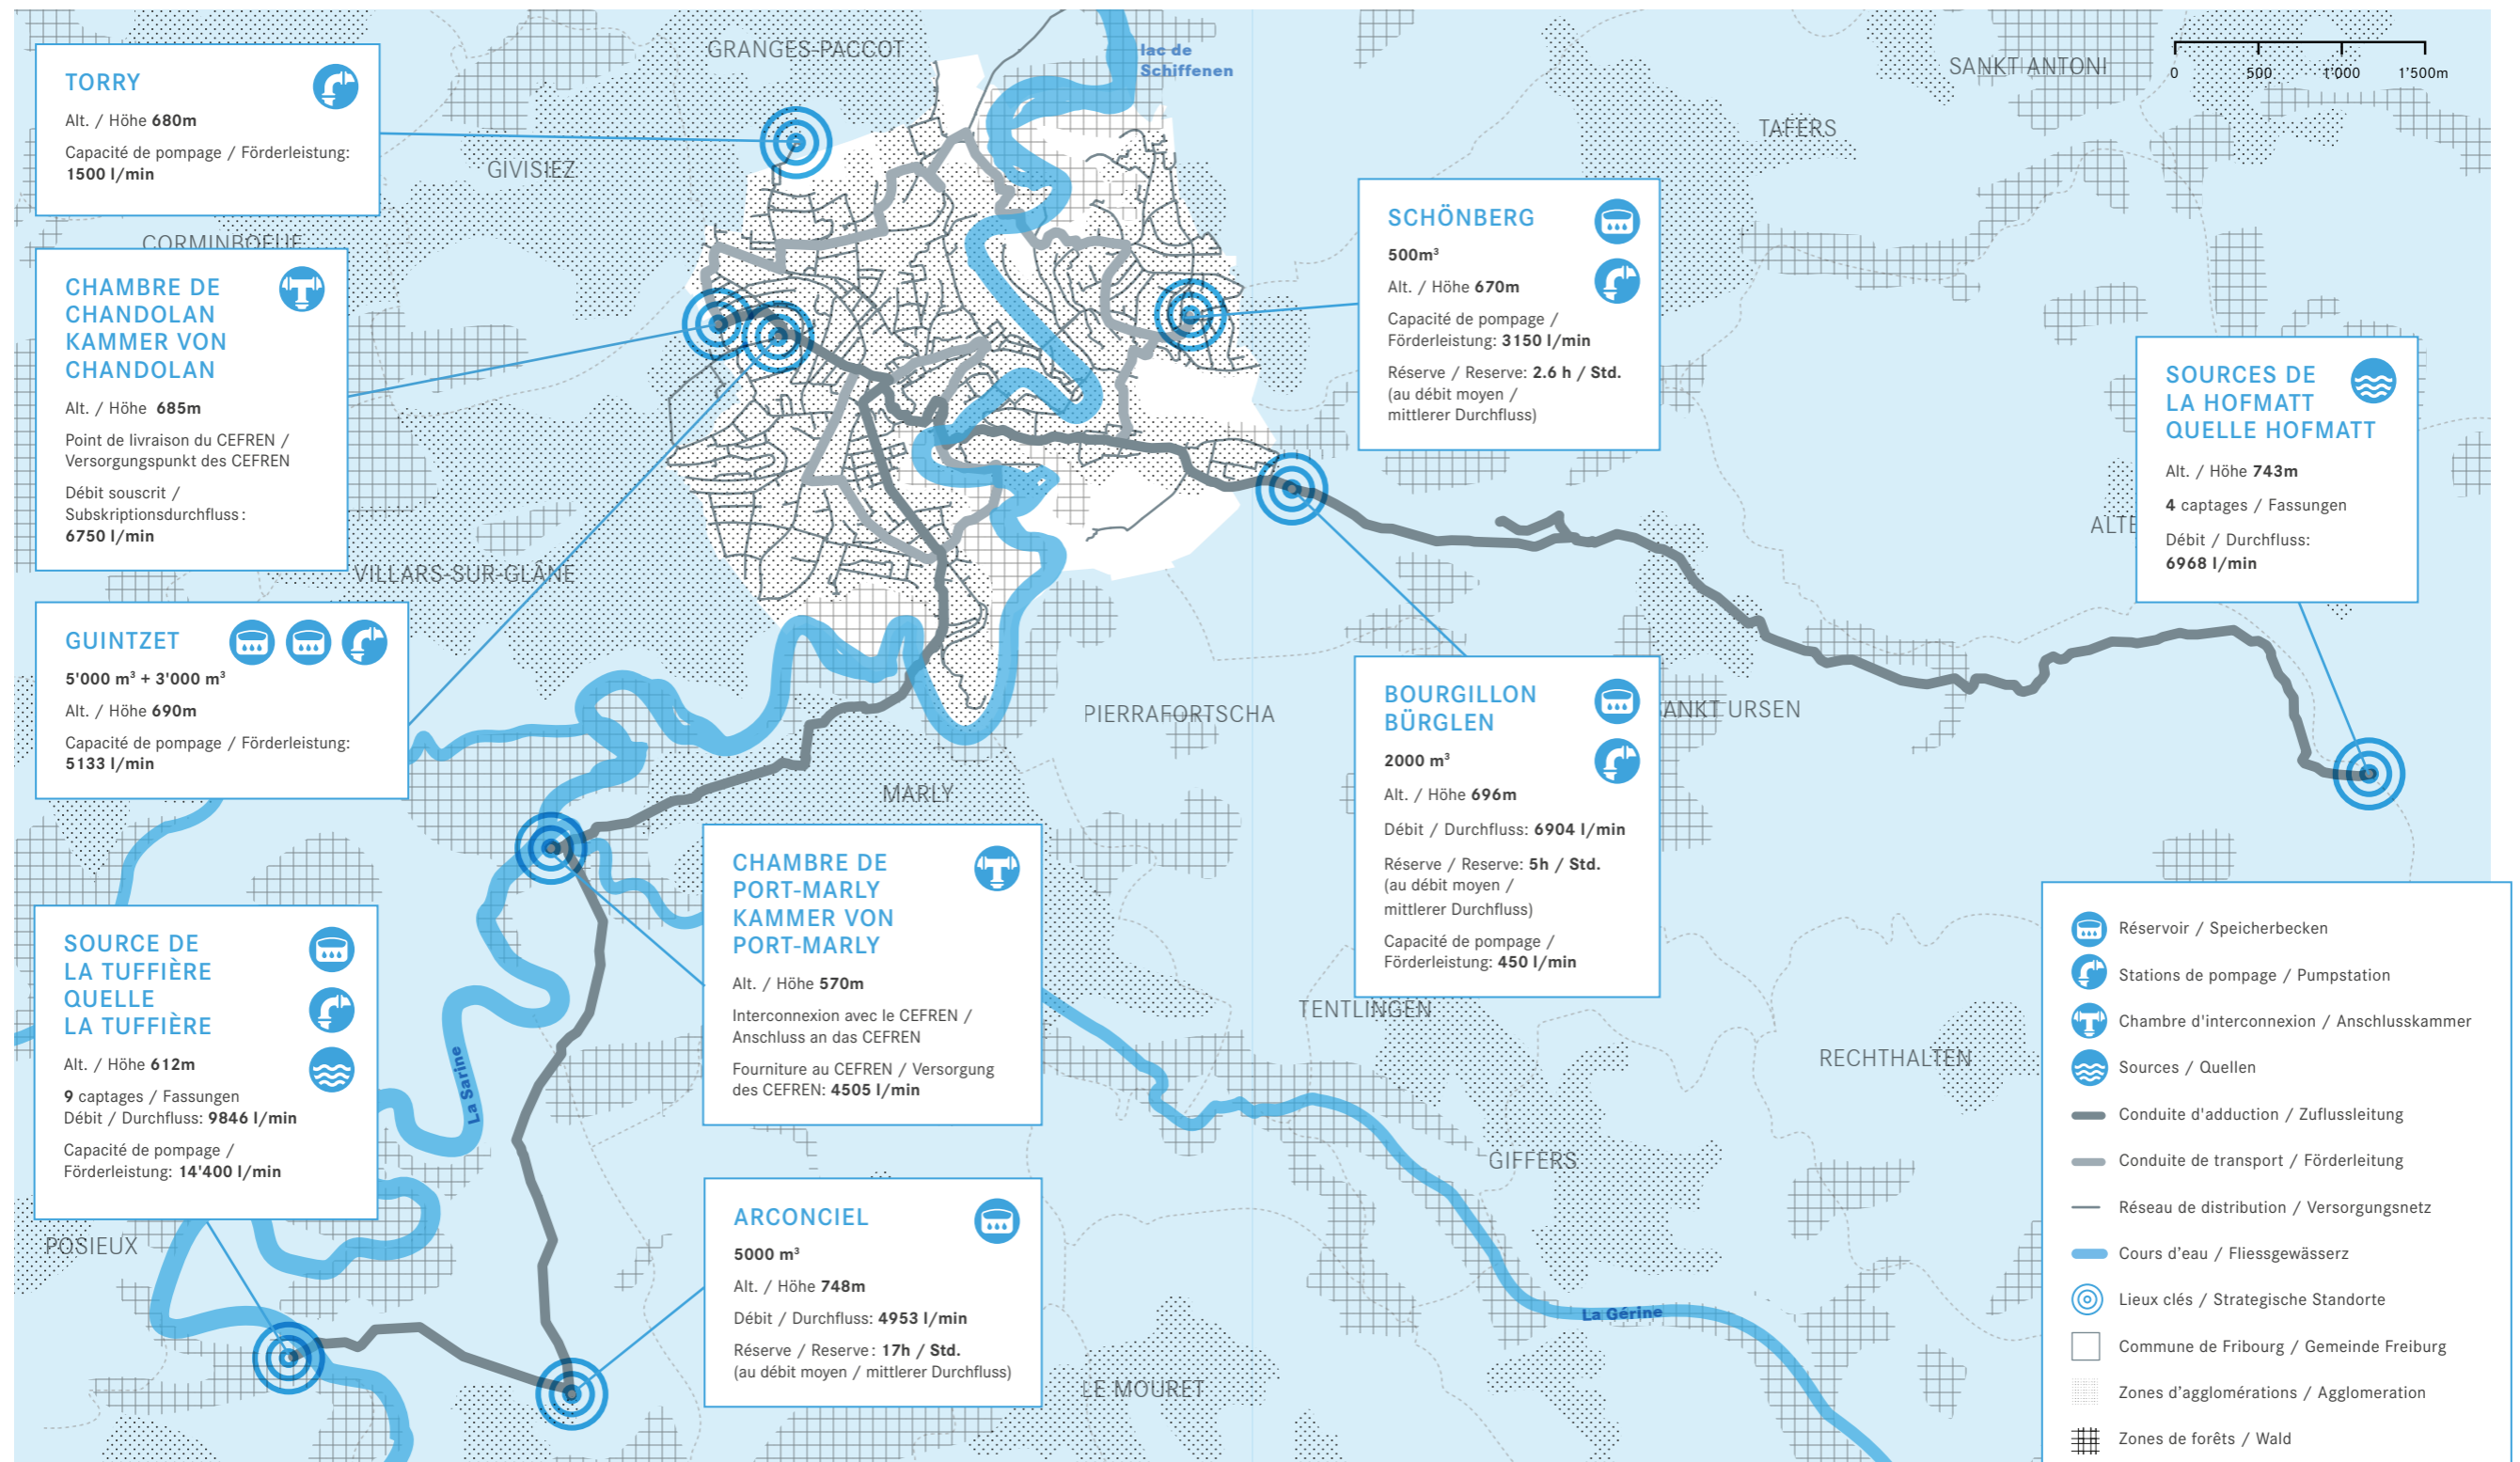 GRANGES-PACCOT
lac de
Schiffenen
SANKT ANTONI
0 500 1'000 1'500m
TAFERS
GIVISIEZ
CORMINBOEUF
TORRY
Alt. / Höhe 680m
Capacité de pompage / Förderleistung:
1500 l/min
CHAMBRE DE
CHANDOLAN
KAMMER VON
CHANDOLAN
Alt. / Höhe 685m
Point de livraison du CEFREN /
Versorgungspunkt des CEFREN
Débit souscrit /
Subskriptionsdurchfluss:
6750 l/min
VILLARS-SUR-GLÂNE
GUINTZET
5'000 m³ + 3'000 m³
Alt. / Höhe 690m
Capacité de pompage / Förderleistung:
5133 l/min
SOURCE DE
LA TUFFIÈRE
QUELLE
LA TUFFIÈRE
Alt. / Höhe 612m
9 captages / Fassungen
Débit / Durchfluss: 9846 l/min
Capacité de pompage /
Förderleistung: 14'400 l/min
POSIEUX
La Sarine
SCHÖNBERG
500m³
Alt. / Höhe 670m
Capacité de pompage /
Förderleistung: 3150 l/min
Réserve / Reserve: 2.6 h / Std.
(au débit moyen /
mittlerer Durchfluss)
SOURCES DE
LA HOFMATT
QUELLE HOFMATT
Alt. / Höhe 743m
4 captages / Fassungen
Débit / Durchfluss:
6968 l/min
ALTE
PIERRAFORTSCHA
ANKT URSEN
MARLY
BOURGILLON
BÜRGLEN
2000 m³
Alt. / Höhe 696m
Débit / Durchfluss: 6904 l/min
Réserve / Reserve: 5h / Std.
(au débit moyen /
mittlerer Durchfluss)
Capacité de pompage /
Förderleistung: 450 l/min
CHAMBRE DE
PORT-MARLY
KAMMER VON
PORT-MARLY
Alt. / Höhe 570m
Interconnexion avec le CEFREN /
Anschluss an das CEFREN
Fourniture au CEFREN / Versorgung
des CEFREN: 4505 l/min
TENTLINGEN
RECHTHALTEN
GIFFERS
La Gérine
LE MOURET
ARCONCIEL
5000 m³
Alt. / Höhe 748m
Débit / Durchfluss: 4953 l/min
Réserve / Reserve: 17h / Std.
(au débit moyen / mittlerer Durchfluss)
Réservoir / Speicherbecken
Stations de pompage / Pumpstation
Chambre d'interconnexion / Anschlusskammer
Sources / Quellen
Conduite d'adduction / Zuflussleitung
Conduite de transport / Förderleitung
Réseau de distribution / Versorgungsnetz
Cours d'eau / Fliessgewässerz
Lieux clés / Strategische Standorte
Commune de Fribourg / Gemeinde Freiburg
Zones d'agglomérations / Agglomeration
Zones de forêts / Wald